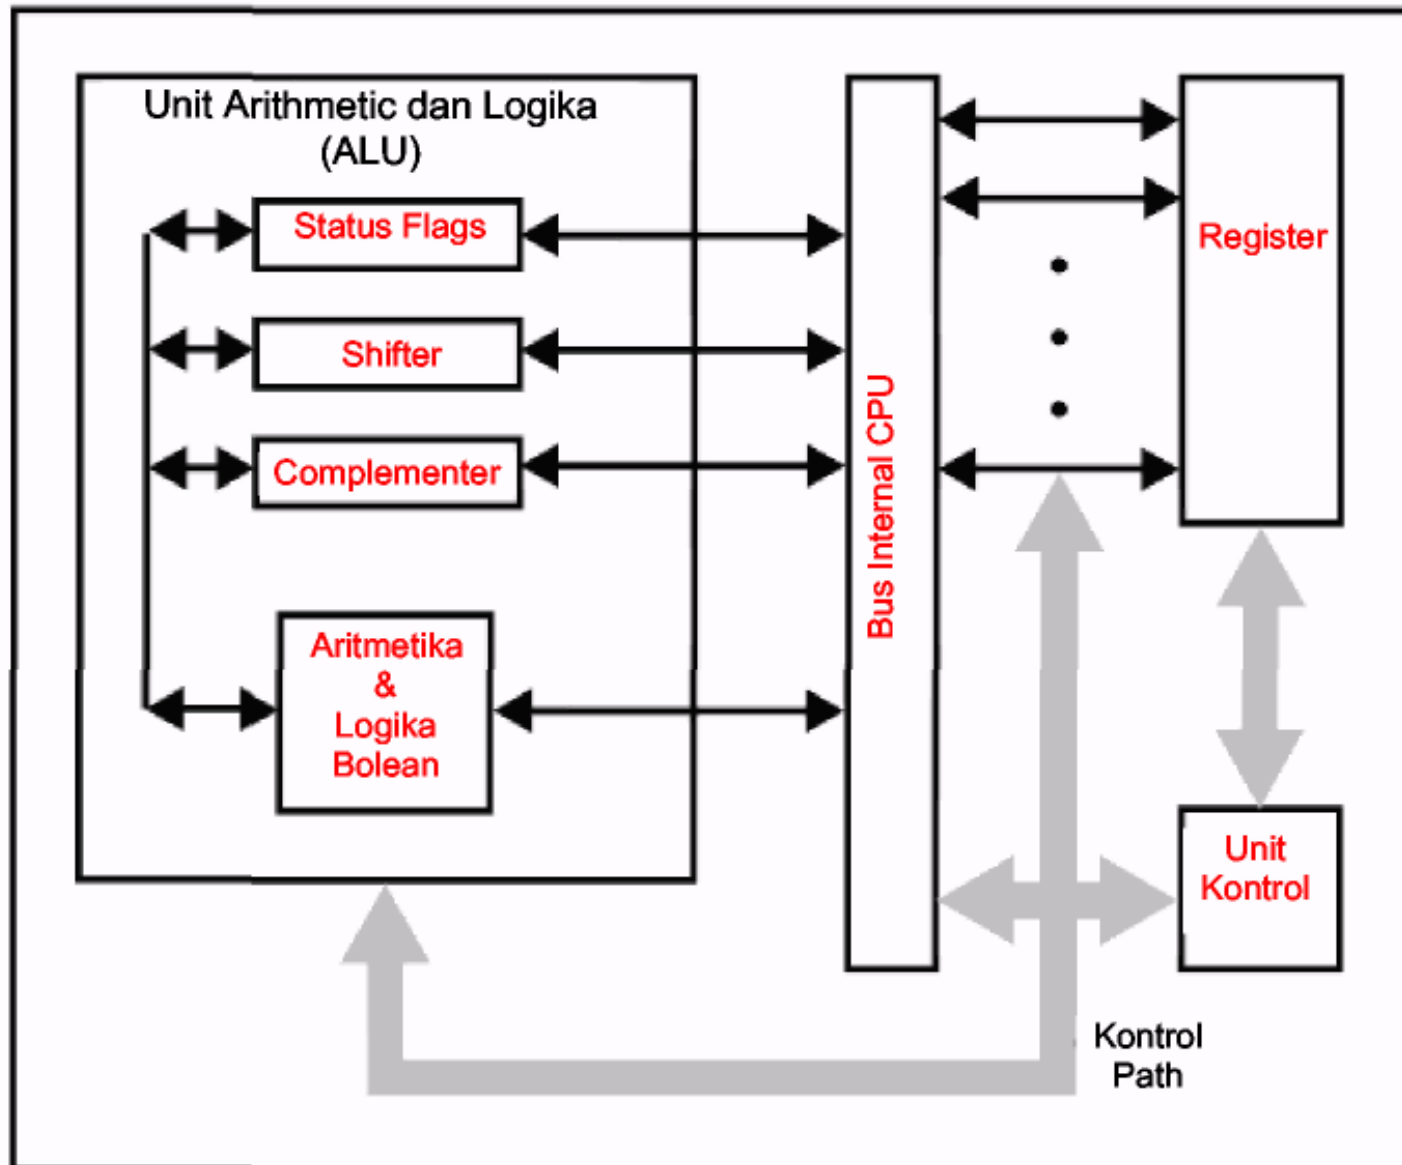 Unit Arithmetic dan Logika
(ALU)
Status Flags
Shifter
Complementer
Aritmetika
&
Logika
Bolean
Bus Internal CPU
Register
Unit
Kontrol
Kontrol
Path